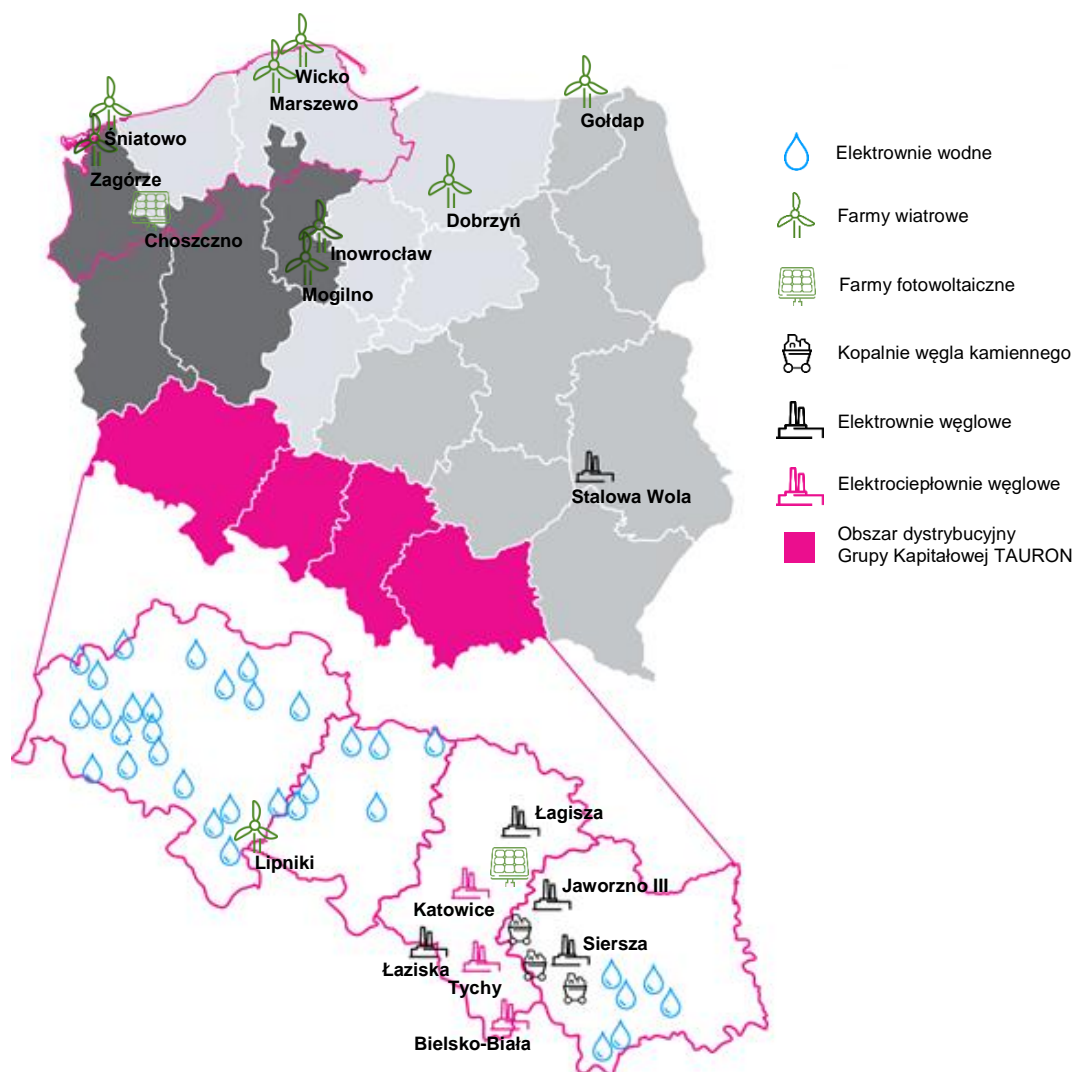 Wicko
Marszewo
Gołdap
Śniatowo
Zagórze
Dobrzyń
Choszczno
Inowrocław
Mogilno
Stalowa Wola
Elektrownie wodne
Farmy wiatrowe
Farmy fotowoltaiczne
Kopalnie węgla kamiennego
Elektrownie węglowe
Elektrociepłownie węglowe
Obszar dystrybucyjny
Grupy Kapitałowej TAURON
Łagisza
Lipniki
Jaworzno III
Katowice
Siersza
Łaziska
Tychy
Bielsko-Biała